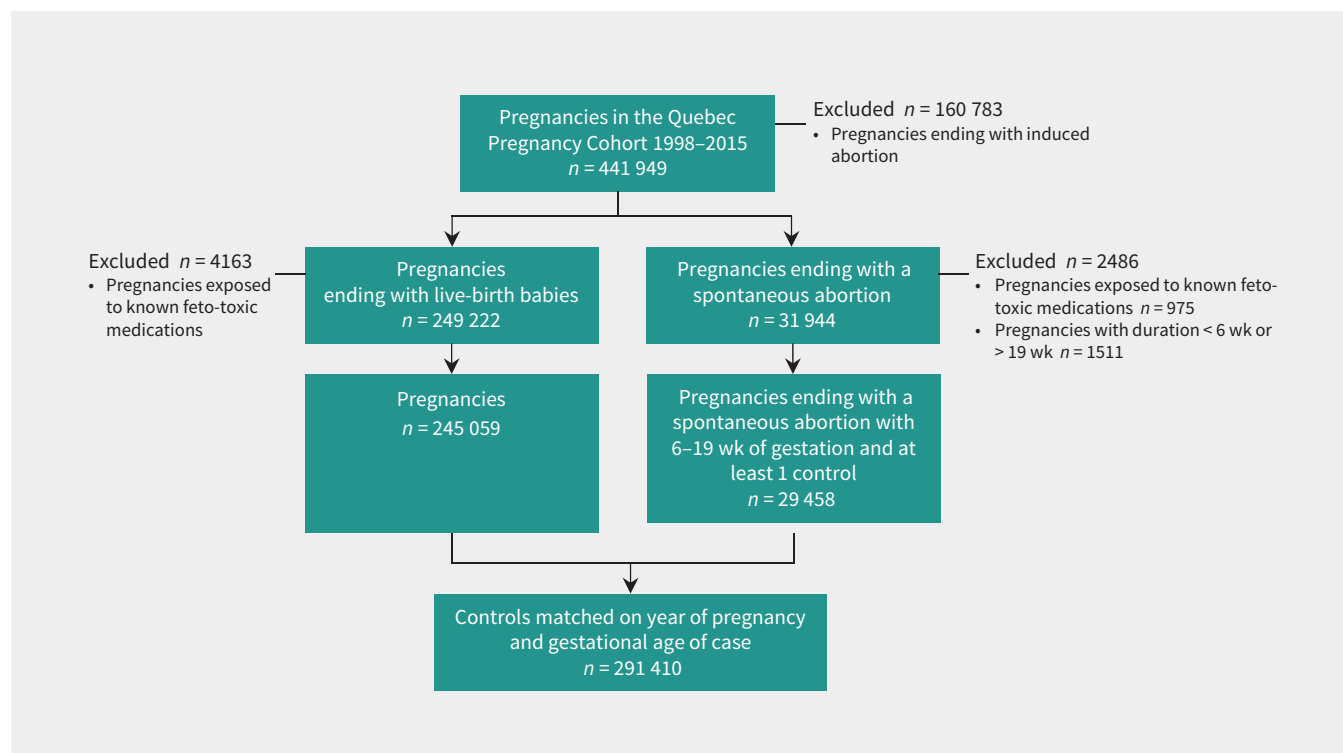 Pregnancies in the Quebec
Pregnancy Cohort 1998–2015
n = 441 949
Excluded n = 160 783
• Pregnancies ending with induced
abortion
Excluded n = 4163
• Pregnancies exposed
to known feto-toxic
medications
Pregnancies
ending with live-birth babies
n = 249 222
Pregnancies ending with a
spontaneous abortion
n = 31 944
Excluded n = 2486
• Pregnancies exposed to known feto-
toxic medications n = 975
• Pregnancies with duration < 6 wk or
> 19 wk n = 1511
Pregnancies
n = 245 059
Pregnancies ending with a
spontaneous abortion with
6–19 wk of gestation and at
least 1 control
n = 29 458
Controls matched on year of pregnancy
and gestational age of case
n = 291 410